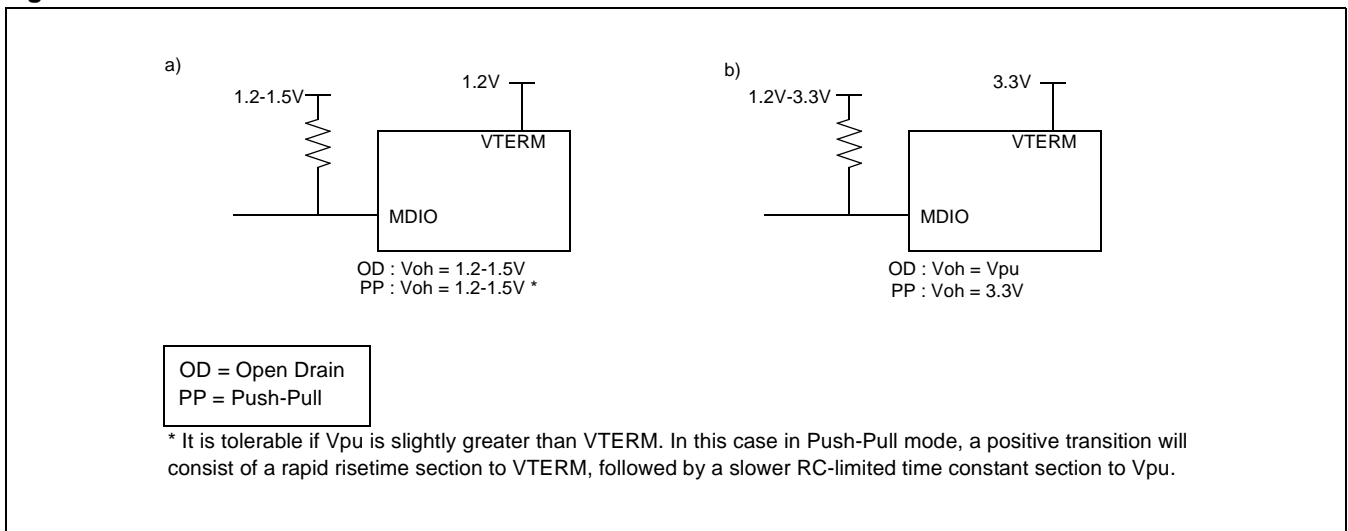 a)
1.2-1.5V
1.2V
VTERM
MDIO
OD : Voh = 1.2-1.5V
PP : Voh = 1.2-1.5V *
b)
1.2V-3.3V
3.3V
VTERM
MDIO
OD : Voh = Vpu
PP : Voh = 3.3V
OD = Open Drain
PP = Push-Pull
* It is tolerable if Vpu is slightly greater than VTERM. In this case in Push-Pull mode, a positive transition will
consist of a rapid risetime section to VTERM, followed by a slower RC-limited time constant section to Vpu.